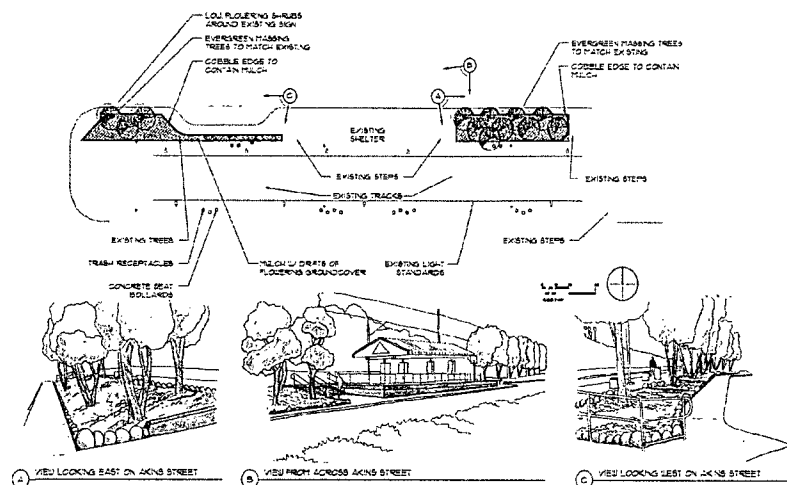 LOW FLOWERING SHRUBS
AROUND EXISTING SIGN
EVERGREEN MASSING
TREES TO MATCH EXISTING
COBBLE EDGE TO
CONTAIN MULCH
C
A
B
EVERGREEN MASSING TREES
TO MATCH EXISTING
COBBLE EDGE TO CONTAIN
MULCH
EXISTING
SHELTER
EXISTING STEPS
EXISTING STEPS
EXISTING TRACKS
EXISTING TREES
TRASH RECEPTACLES
CONCRETE SEAT
BOLLARDS
MULCH W/ DRIFTS OF
FLOWERING GROUNDCOVER
EXISTING LIGHT
STANDARDS
EXISTING STEPS
A VIEW LOOKING EAST ON AKINS STREET
B VIEW FROM ACROSS AKINS STREET
C VIEW LOOKING WEST ON AKINS STREET